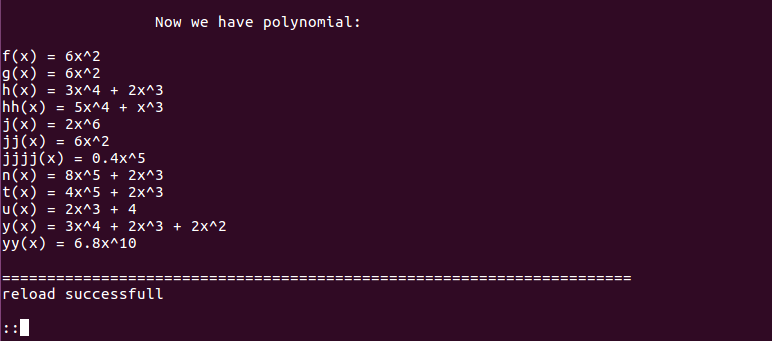 Now we have polynomial:
f(x) = 6x^2
g(x) = 6x^2
h(x) = 3x^4 + 2x^3
hh(x) = 5x^4 + x^3
j(x) = 2x^6
jj(x) = 6x^2
jjjj(x) = 0.4x^5
n(x) = 8x^5 + 2x^3
t(x) = 4x^5 + 2x^3
u(x) = 2x^3 + 4
y(x) = 3x^4 + 2x^3 + 2x^2
yy(x) = 6.8x^10
======================================================================
reload successfull
::